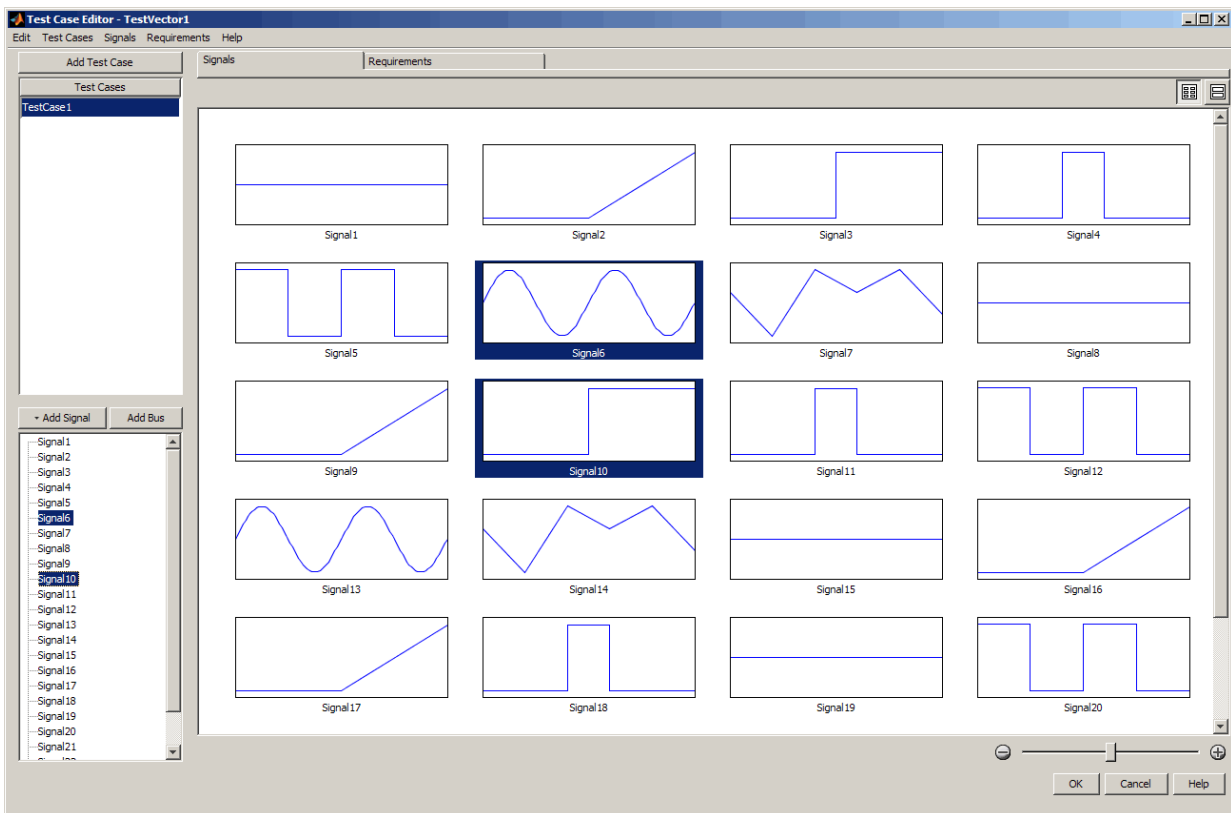 Test Case Editor - TestVector1
Edit Test Cases Signals Requirements Help
Add Test Case
Test Cases
TestCase1
Add Signal
Add Bus
Signal1
Signal2
Signal3
Signal4
Signal5
Signal6
Signal7
Signal8
Signal9
Signal10
Signal11
Signal12
Signal13
Signal14
Signal15
Signal16
Signal17
Signal18
Signal19
Signal20
Signal21
Signals
Requirements
Signal1
Signal2
Signal3
Signal4
Signal5
Signal6
Signal7
Signal8
Signal9
Signal10
Signal11
Signal12
Signal13
Signal14
Signal15
Signal16
Signal17
Signal18
Signal19
Signal20
OK
Cancel
Help